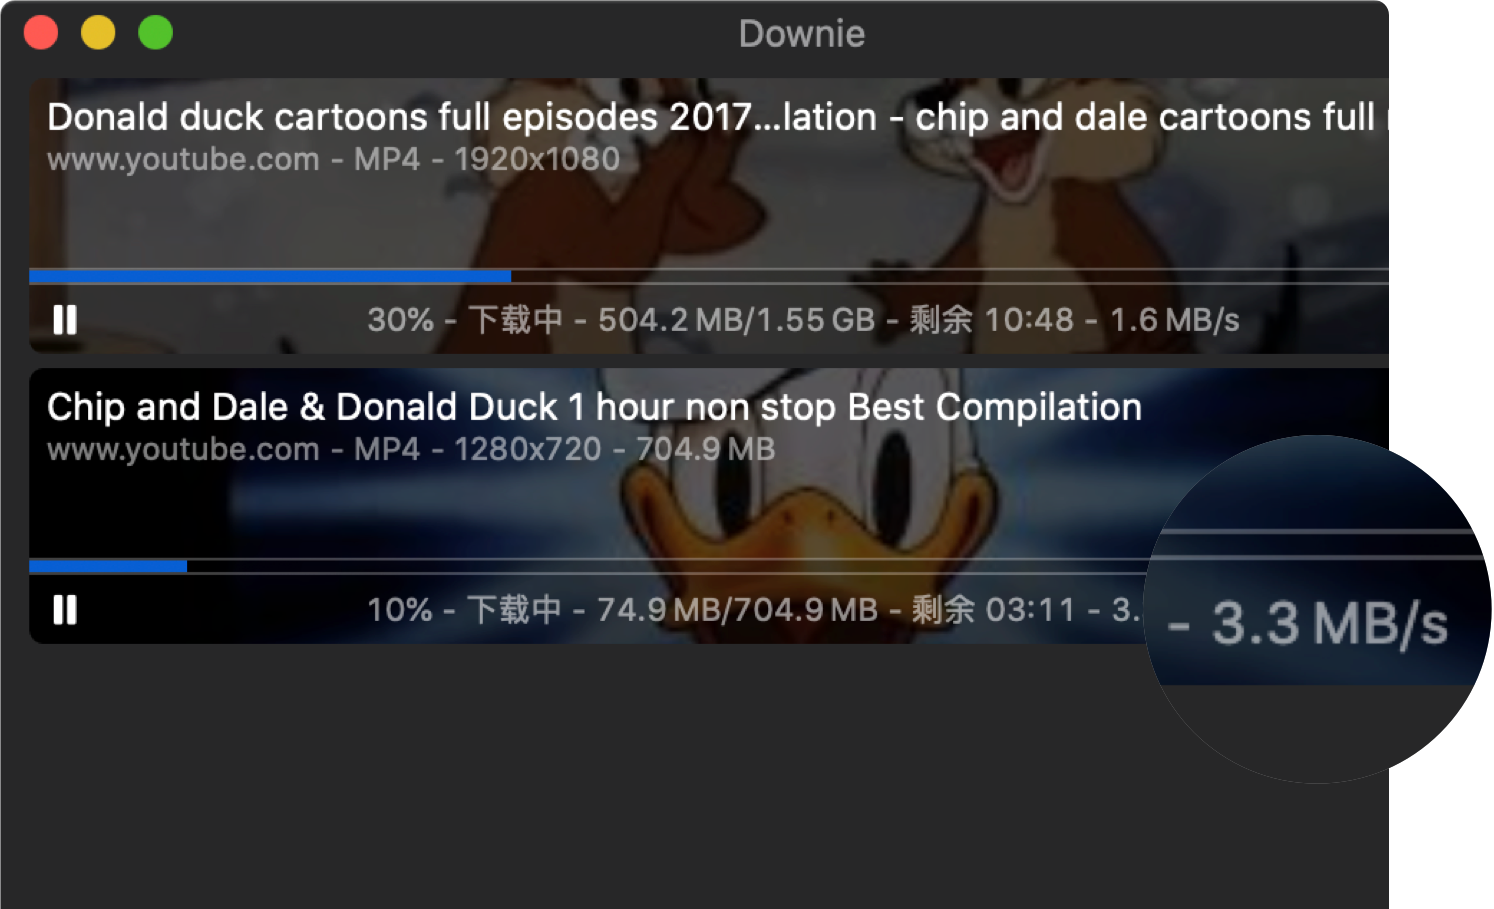 Downie
Donald duck cartoons full episodes 2017...lation - chip and dale cartoons full
www.youtube.com - MP4 - 1920x1080
30% - 下载中 - 504.2 MB/1.55 GB - 剩余 10:48 - 1.6 MB/s
Chip and Dale & Donald Duck 1 hour non stop Best Compilation
www.youtube.com - MP4 - 1280x720 - 704.9 MB
10% - 下载中 - 74.9 MB/704.9 MB - 剩余 03:11 - 3.
- 3.3 MB/s